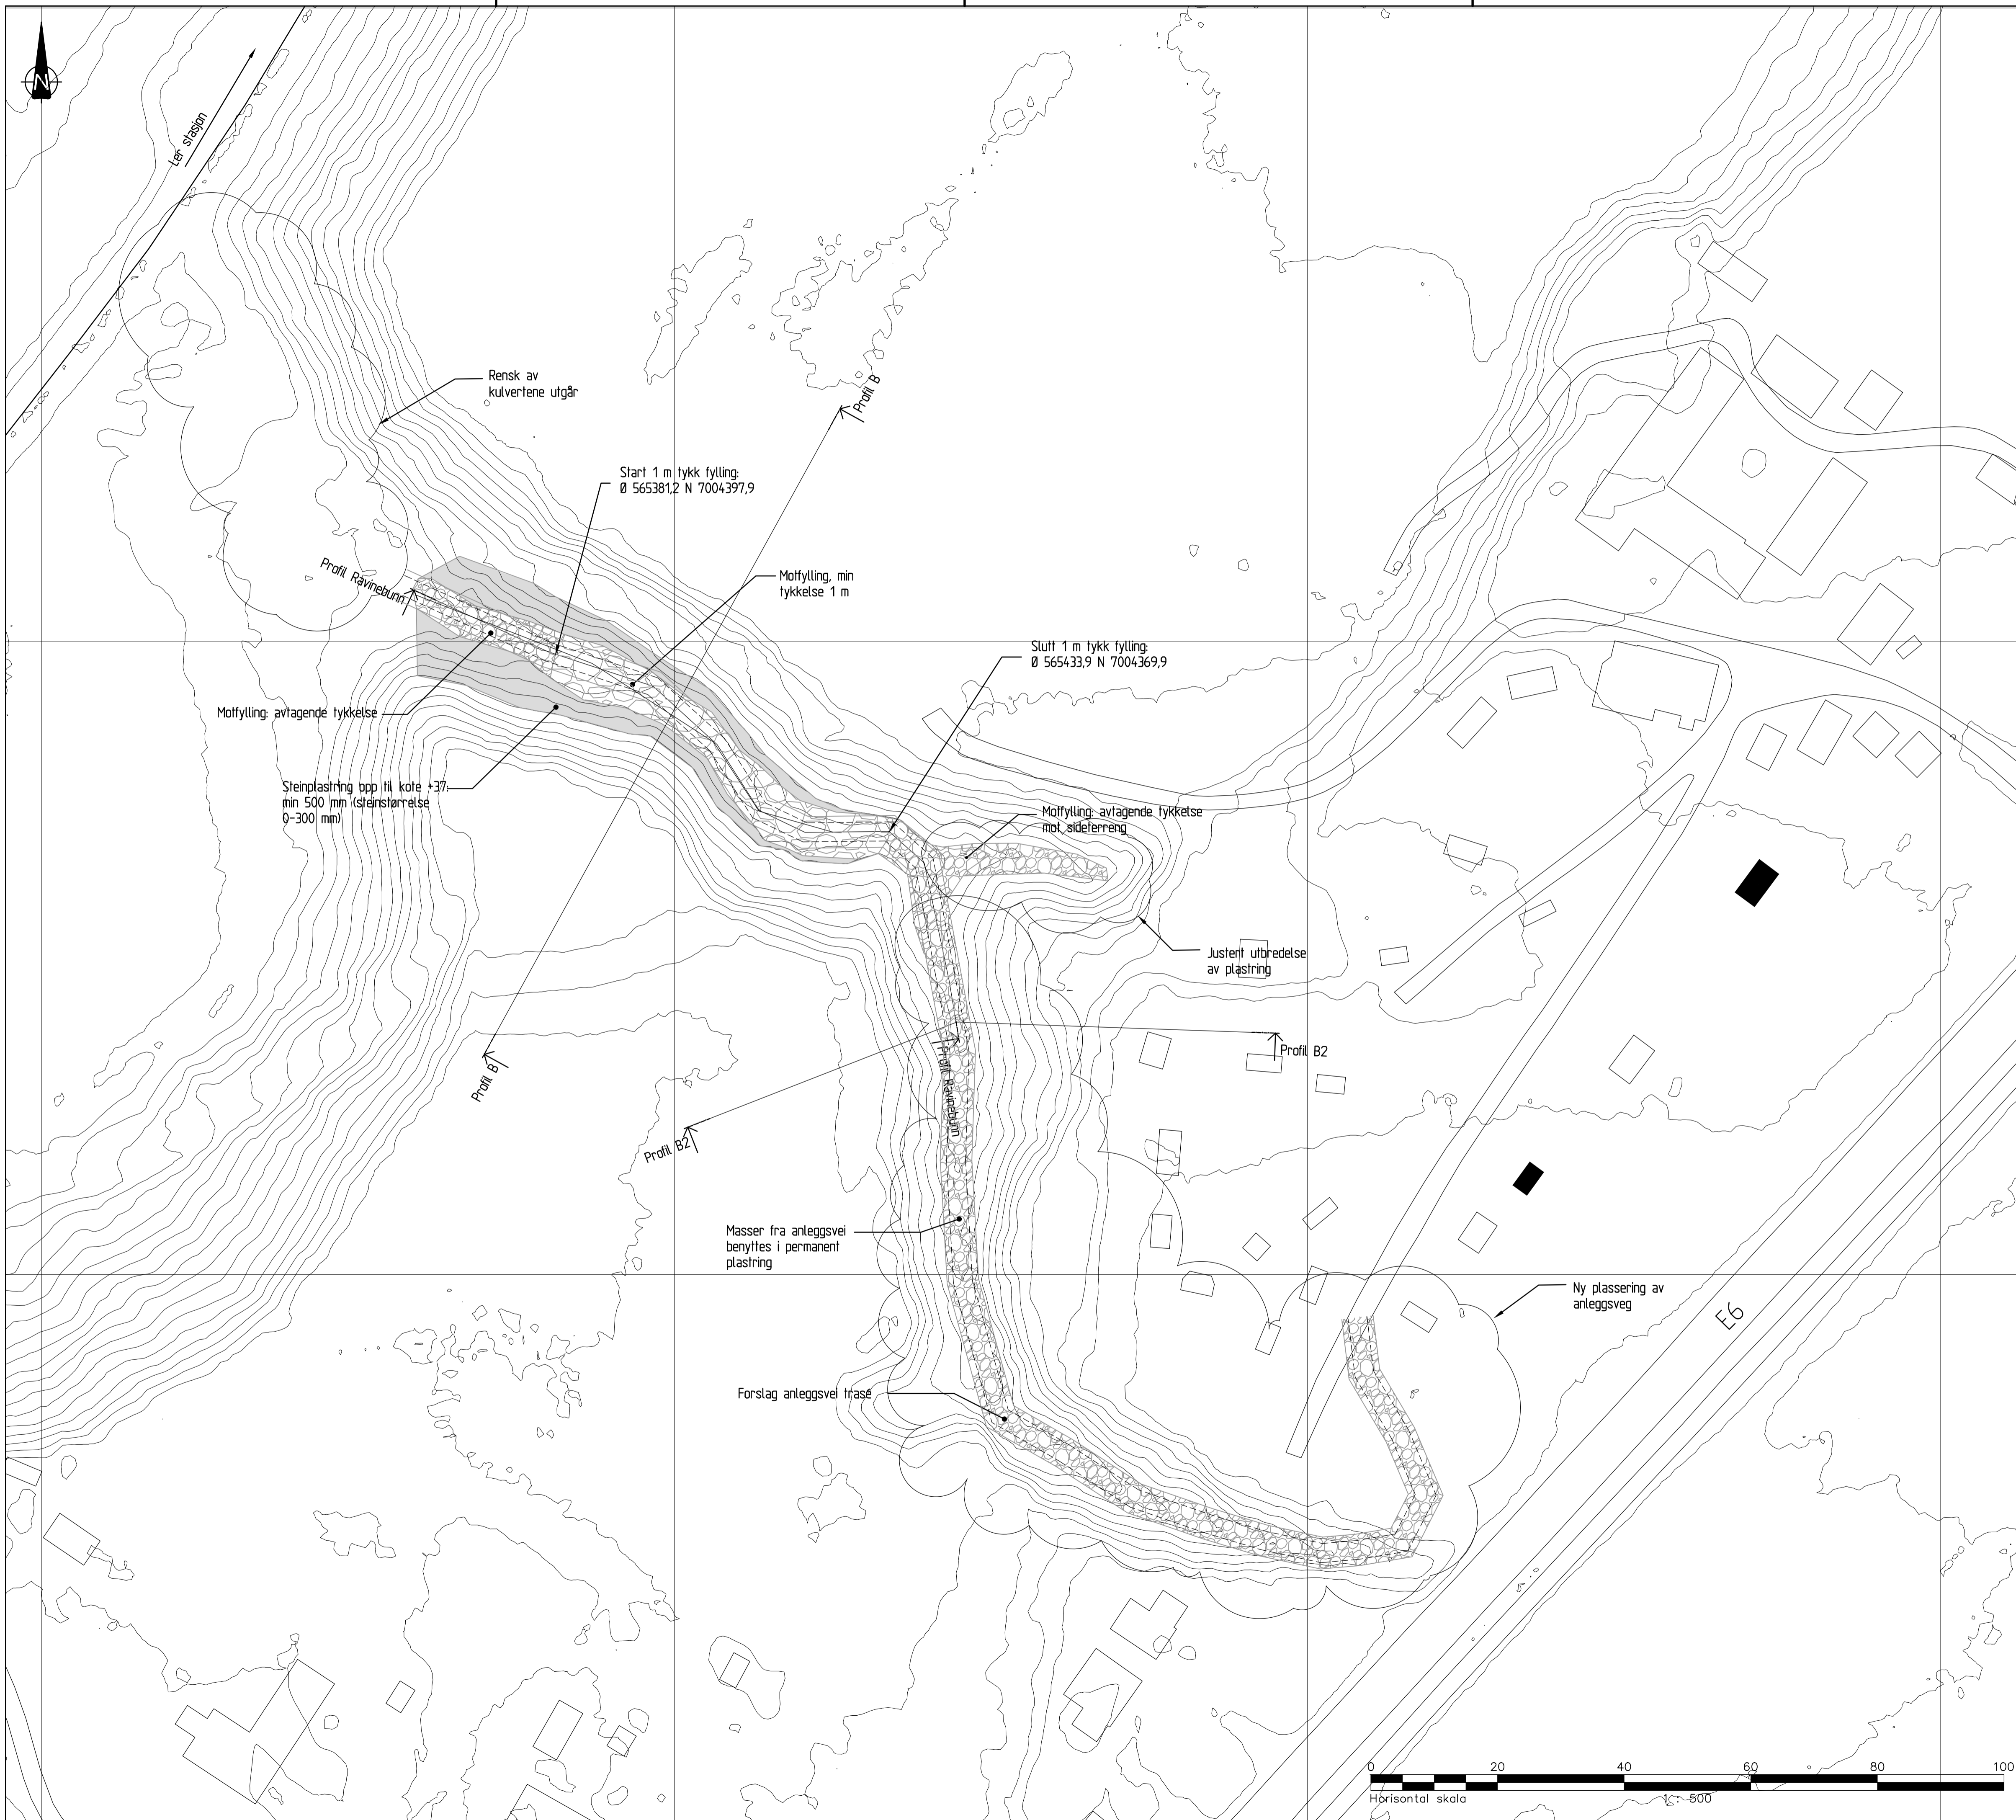 N
Ler stasjon
Rensk av
kulvertene utgår
Profil B
Start 1 m tykk fylling:
Ø 565381,2 N 7004397,9
Profil Ravinebunn
Motfylling, min
tykkelse 1 m
Slutt 1 m tykk fylling:
Ø 565433,9 N 7004369,9
Motfylling: avtagende tykkelse
Steinplastring opp til kote +37:
min 500 mm (steinstørrelse
0-300 mm)
Motfylling: avtagende tykkelse
mot sideterreng
Justert utbredelse
av plastring
Profil B
Profil B2
Profil Ravinebunn
Profil B2
Masser fra anleggsvei
benyttes i permanent
plastring
Ny plassering av
anleggsveg
E6
Forslag anleggsvei trasé
0 20 40 60 80 100
Horisontal skala 1 : 500